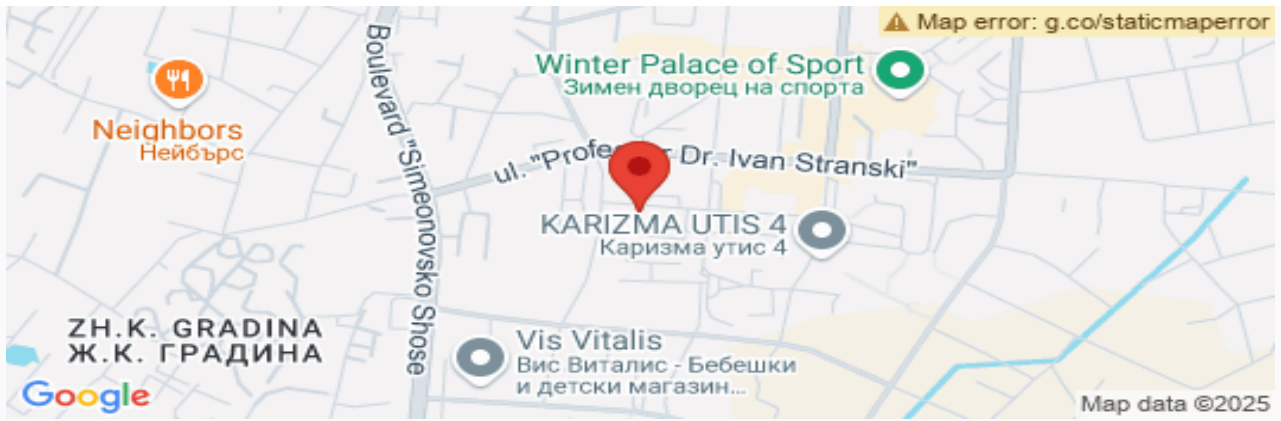 Map error: g.co/staticmaperror
Winter Palace of Sport
Зимен дворец на спорта
Neighbors
Нейбърс
Boulevard "Simeonovsko Shose
Dr. Ivan Stranski"
ul.
KARIZMA UTIS 4
Каризма утис 4
ZH.K. GRADINA
Ж.К. ГРАДИНА
Vis Vitalis
Вис Виталис - Бебешки
и детски магазин...
Google
Map data ©2025